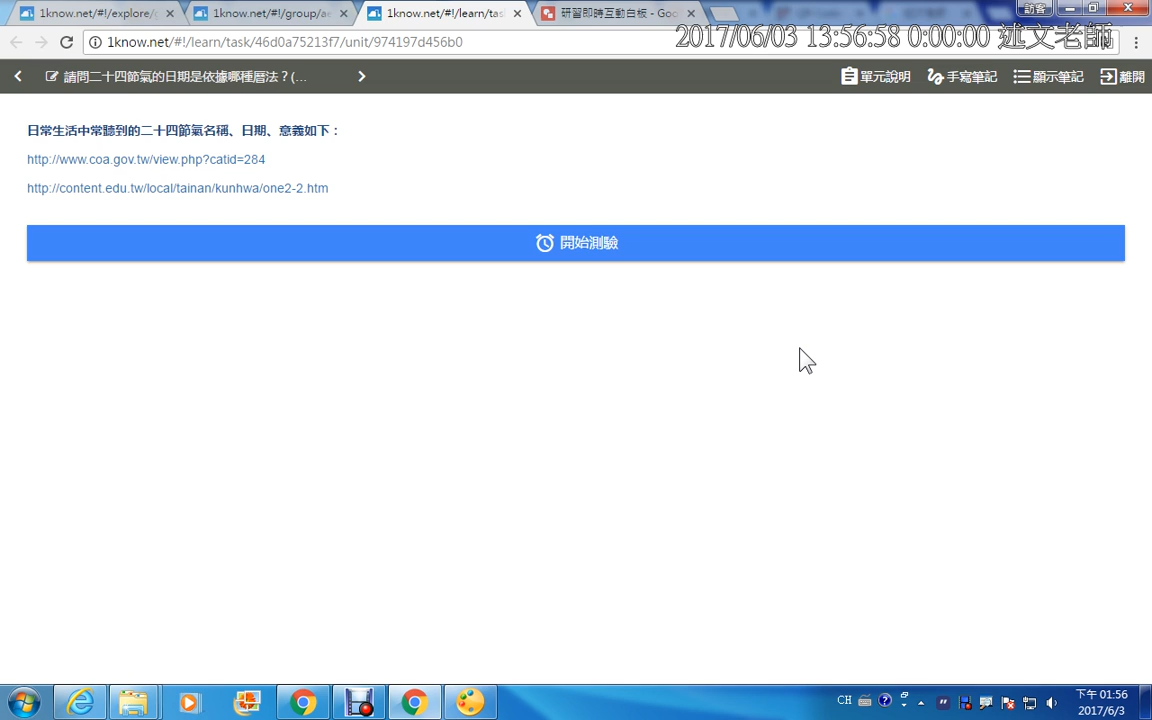 1know.net/#!/explore/g
1know.net/#!/group/ae
1know.net/#!/learn/tas
研習即時互動白板 - Goo
訪客
1know.net/#!/learn/task/46d0a75213f7/unit/974197d456b0
2017/06/03 13:56:58 0:00:00 述文老師
請問二十四節氣的日期是依據哪種曆法？(...
單元說明
手寫筆記
顯示筆記
離開
日常生活中常聽到的二十四節氣名稱、日期、意義如下：
http://www.coa.gov.tw/view.php?catid=284
http://content.edu.tw/local/tainan/kunhwa/one2-2.htm
開始測驗
CH
下午 01:56
2017/6/3